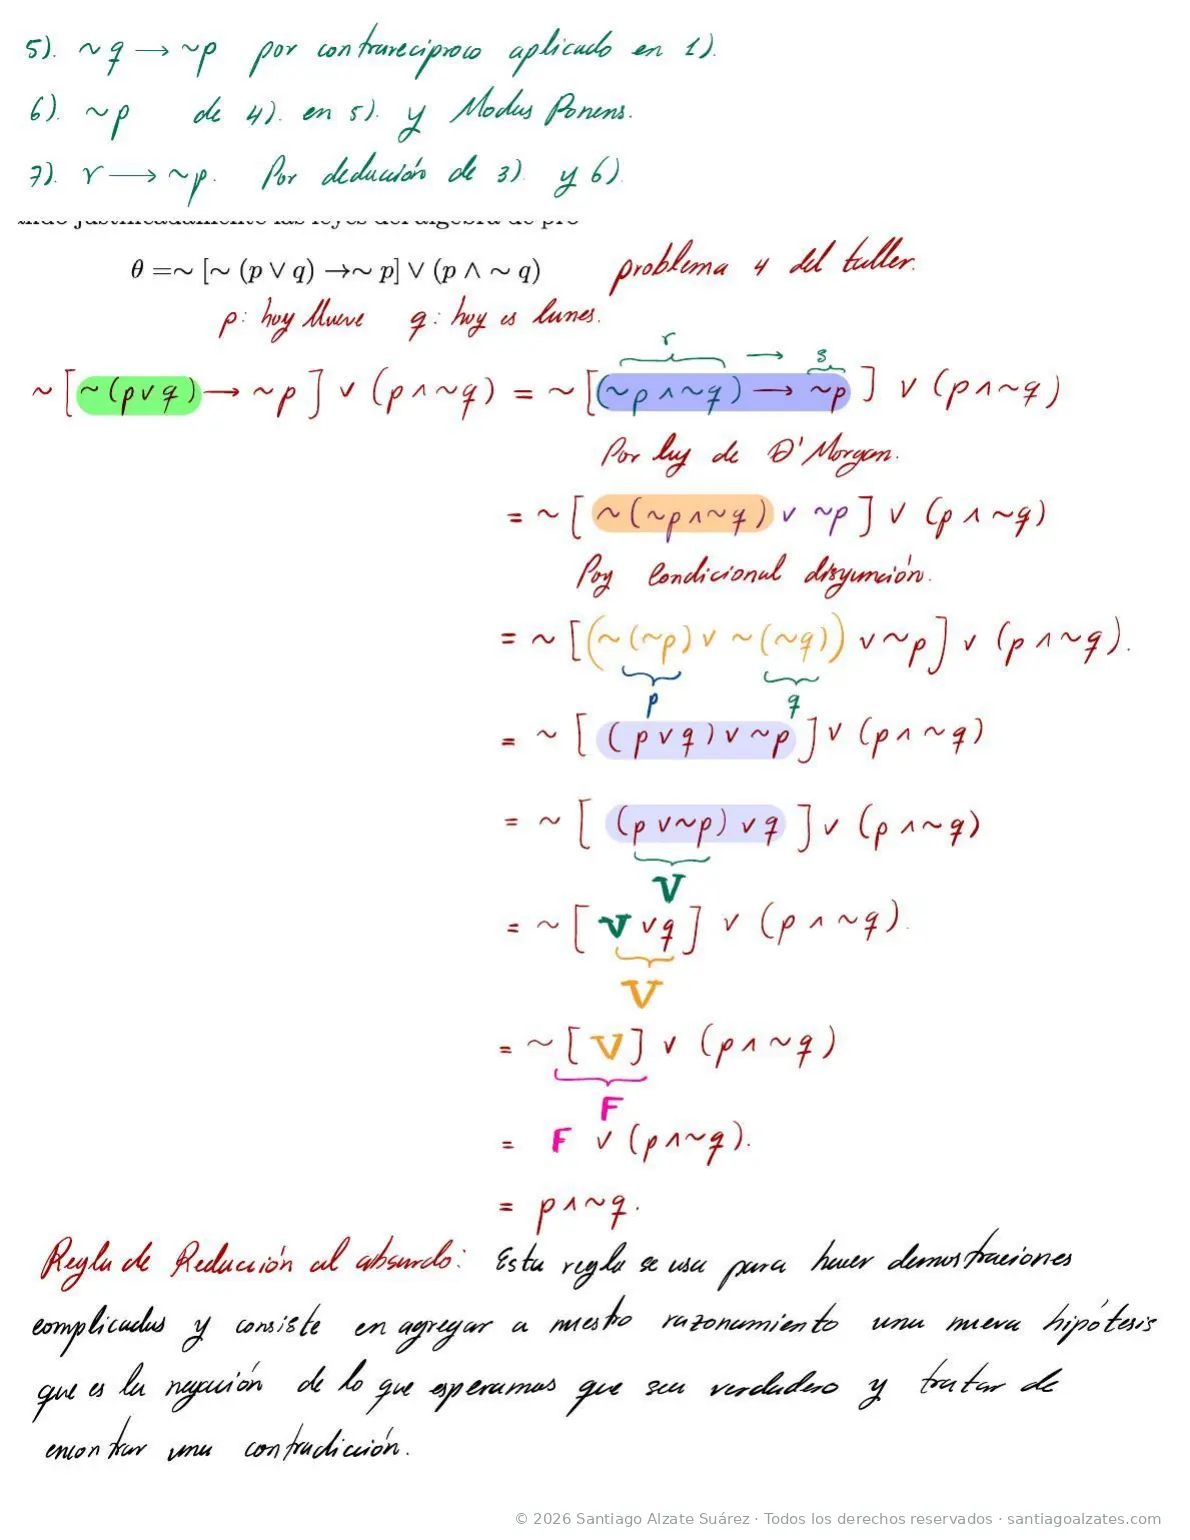 5). ~q → ~p por contrareciproco aplicado en 1).
6). ~p de 4). en 5). y Modus Ponens.
7). r → ~p. Por deducción de 3). y 6).
θ =∼ [∼ (p ∨ q) →∼ p] ∨ (p ∧ ∼ q) problema 4 del taller.
p: hoy llueve q: hoy es lunes.
r → s
~[~(p∨q) → ~p] ∨ (p∧~q) = ~[(~p∧~q) → ~p] ∨ (p∧~q)
Por ley de D'Morgan.
= ~[~(~p∧~q) ∨ ~p] ∨ (p∧~q)
Poy Condicional disyunción.
= ~[(~(~p) ∨ ~(~q)) ∨ ~p] ∨ (p∧~q).
p q
= ~[(p∨q) ∨ ~p] ∨ (p∧~q)
= ~[(p∨~p) ∨ q] ∨ (p∧~q)
V
= ~[V ∨ q] ∨ (p∧~q).
V
= ~[V] ∨ (p∧~q)
F
= F ∨ (p∧~q).
= p∧~q.
Regla de Reducción al absurdo: Esta regla se usa para hacer demostraciones
complicadas y consiste en agregar a nuestro razonamiento una nueva hipótesis
que es la negación de lo que esperamos que sea verdadero y tratar de
encontrar una contradicción.
© 2026 Santiago Alzate Suárez · Todos los derechos reservados · santiagoalzates.com